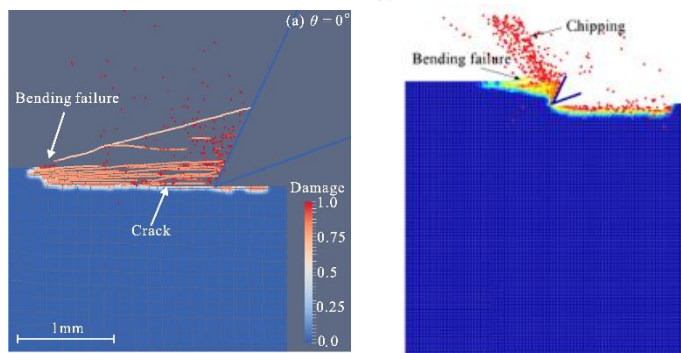 (a) θ = 0°
Bending failure
Crack
Damage
1.0
0.75
0.5
0.25
0.0
1mm
Chipping
Bending failure